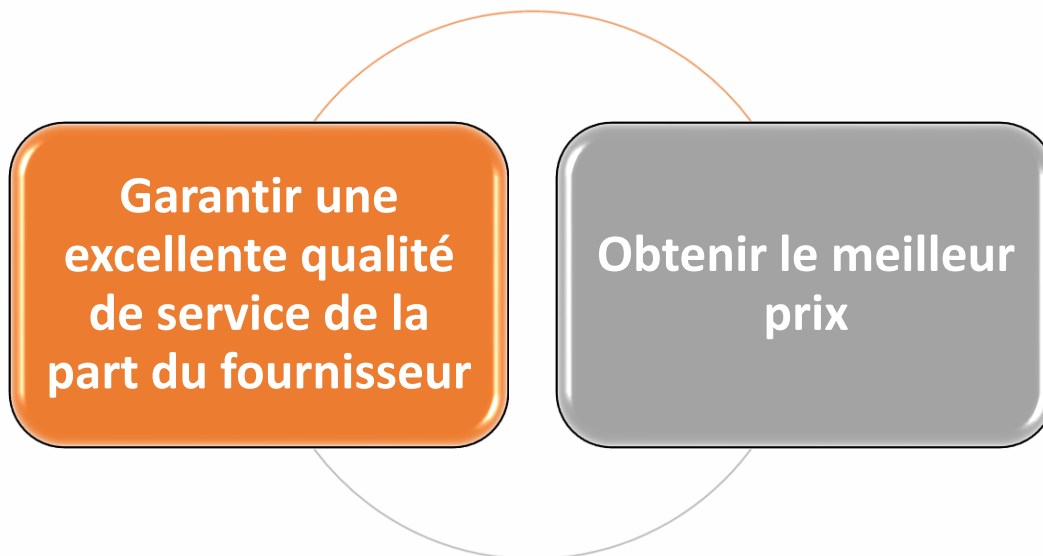 Garantir une
excellente qualité
de service de la
part du fournisseur
Obtenir le meilleur
prix